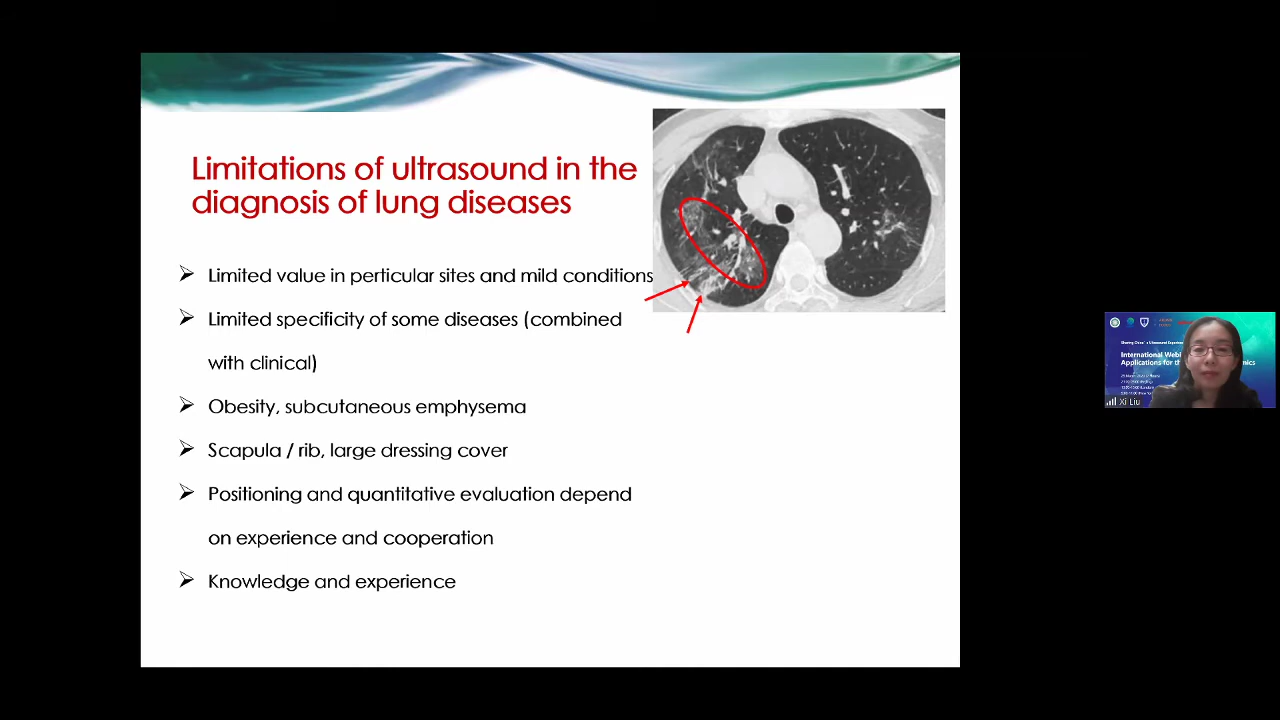 Limitations of ultrasound in the
diagnosis of lung diseases
Limited value in perticular sites and mild conditions
Limited specificity of some diseases (combined
with clinical)
Obesity, subcutaneous emphysema
Scapula / rib, large dressing cover
Positioning and quantitative evaluation depend
on experience and cooperation
Knowledge and experience
International Webi
Applications for th
Xi Liu